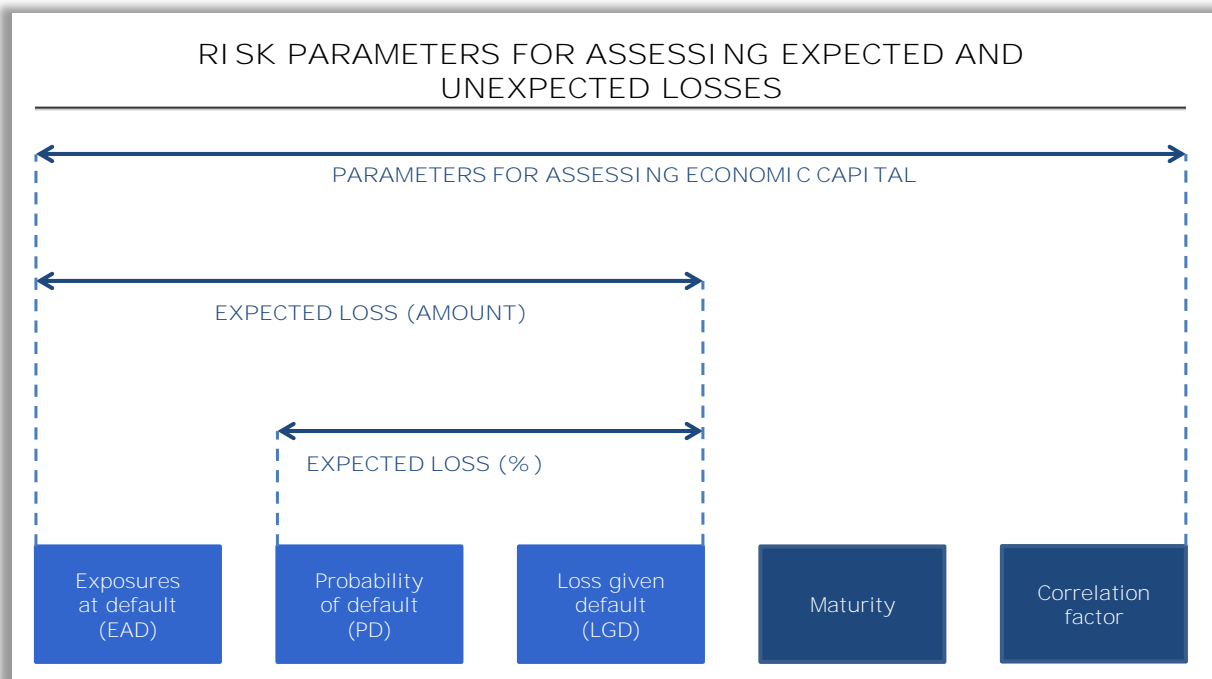 RISK PARAMETERS FOR ASSESSING EXPECTED AND
UNEXPECTED LOSSES
PARAMETERS FOR ASSESSING ECONOMIC CAPITAL
EXPECTED LOSS (AMOUNT)
EXPECTED LOSS (%)
Exposures
at default
(EAD)
Probability
of default
(PD)
Loss given
default
(LGD)
Maturity
Correlation
factor